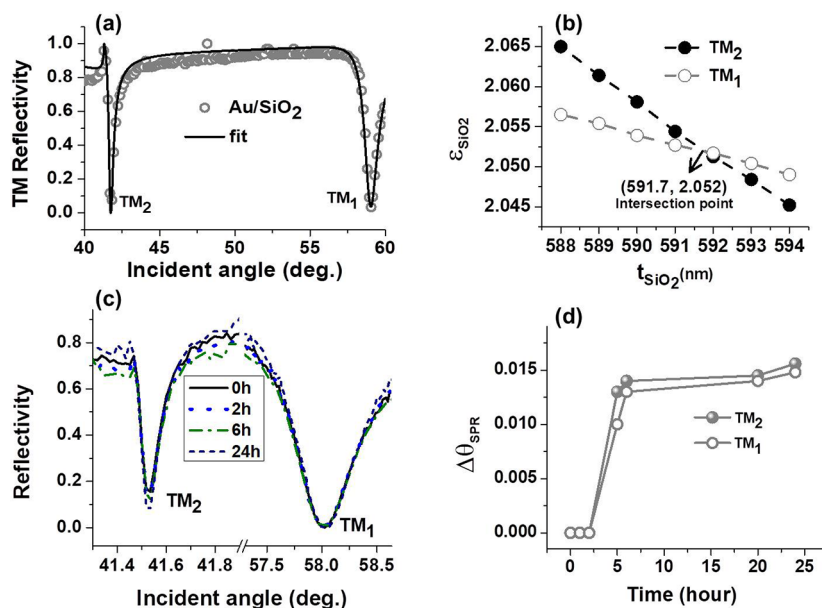 (a)
TM Reflectivity
1.0
0.8
0.6
0.4
0.2
0.0
Au/SiO2
fit
TM2
TM1
40 45 50 55 60
Incident angle (deg.)
(b)
εSiO2
2.065
2.060
2.055
2.050
2.045
TM2
TM1
(591.7, 2.052)
Intersection point
588 589 590 591 592 593 594
tSiO2(nm)
(c)
Reflectivity
0.8
0.6
0.4
0.2
0.0
0h
2h
6h
24h
TM2
TM1
41.4 41.6 41.8 57.5 58.0 58.5
Incident angle (deg.)
(d)
ΔθSPR
0.015
0.010
0.005
0.000
TM2
TM1
0 5 10 15 20 25
Time (hour)